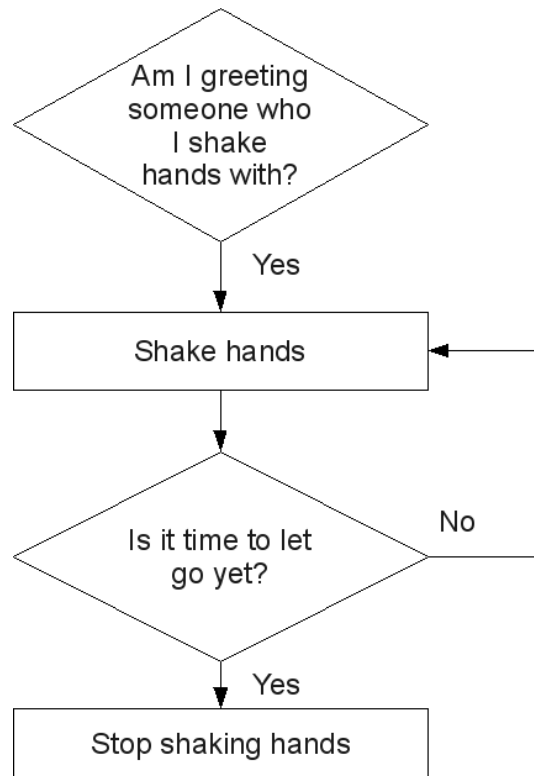 Am I greeting
someone who
I shake
hands with?
Yes
Shake hands
Is it time to let
go yet?
No
Yes
Stop shaking hands